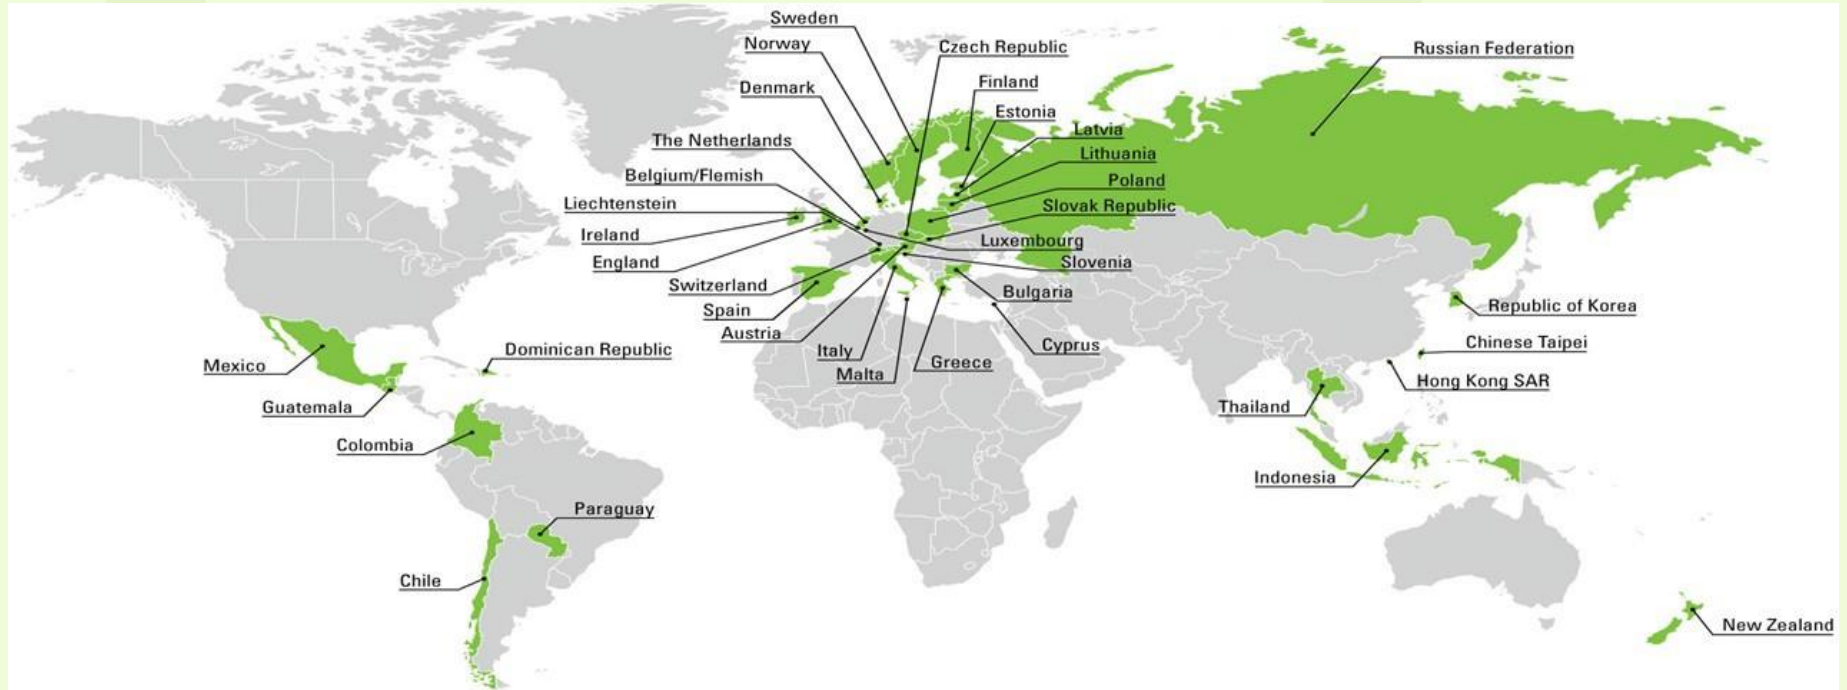 Sweden
Norway
Czech Republic
Russian Federation
Denmark
Finland
Estonia
Latvia
The Netherlands
Lithuania
Belgium/Flemish
Poland
Liechtenstein
Slovak Republic
Ireland
Luxembourg
England
Slovenia
Switzerland
Bulgaria
Spain
Republic of Korea
Austria
Cyprus
Chinese Taipei
Italy
Greece
Malta
Hong Kong SAR
Dominican Republic
Mexico
Guatemala
Thailand
Colombia
Indonesia
Paraguay
Chile
New Zealand